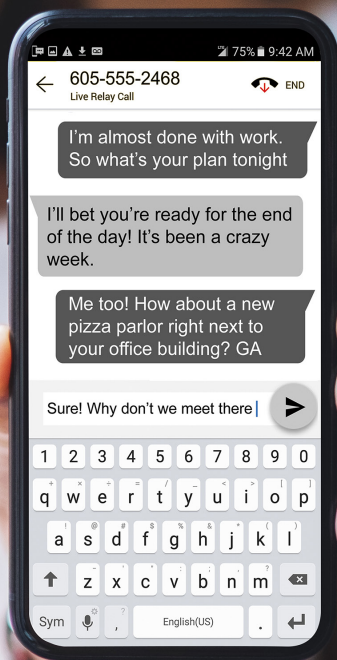 75% 9:42 AM
605-555-2468
Live Relay Call
END
I'm almost done with work.
So what's your plan tonight
I'll bet you're ready for the end
of the day! It's been a crazy
week.
Me too! How about a new
pizza parlor right next to
your office building? GA
Sure! Why don't we meet there
1 2 3 4 5 6 7 8 9 0
q w e r t y u i o p
a s d f g h j k l
z x c v b n m
Sym , English(US) .